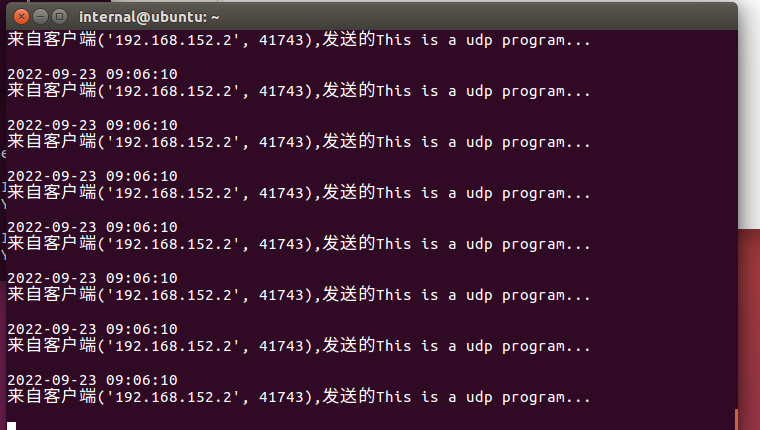 internal@ubuntu: ~
来自客户端('192.168.152.2', 41743),发送的This is a udp program...
2022-09-23 09:06:10
来自客户端('192.168.152.2', 41743),发送的This is a udp program...
2022-09-23 09:06:10
来自客户端('192.168.152.2', 41743),发送的This is a udp program...
2022-09-23 09:06:10
来自客户端('192.168.152.2', 41743),发送的This is a udp program...
2022-09-23 09:06:10
来自客户端('192.168.152.2', 41743),发送的This is a udp program...
2022-09-23 09:06:10
来自客户端('192.168.152.2', 41743),发送的This is a udp program...
2022-09-23 09:06:10
来自客户端('192.168.152.2', 41743),发送的This is a udp program...
2022-09-23 09:06:10
来自客户端('192.168.152.2', 41743),发送的This is a udp program...